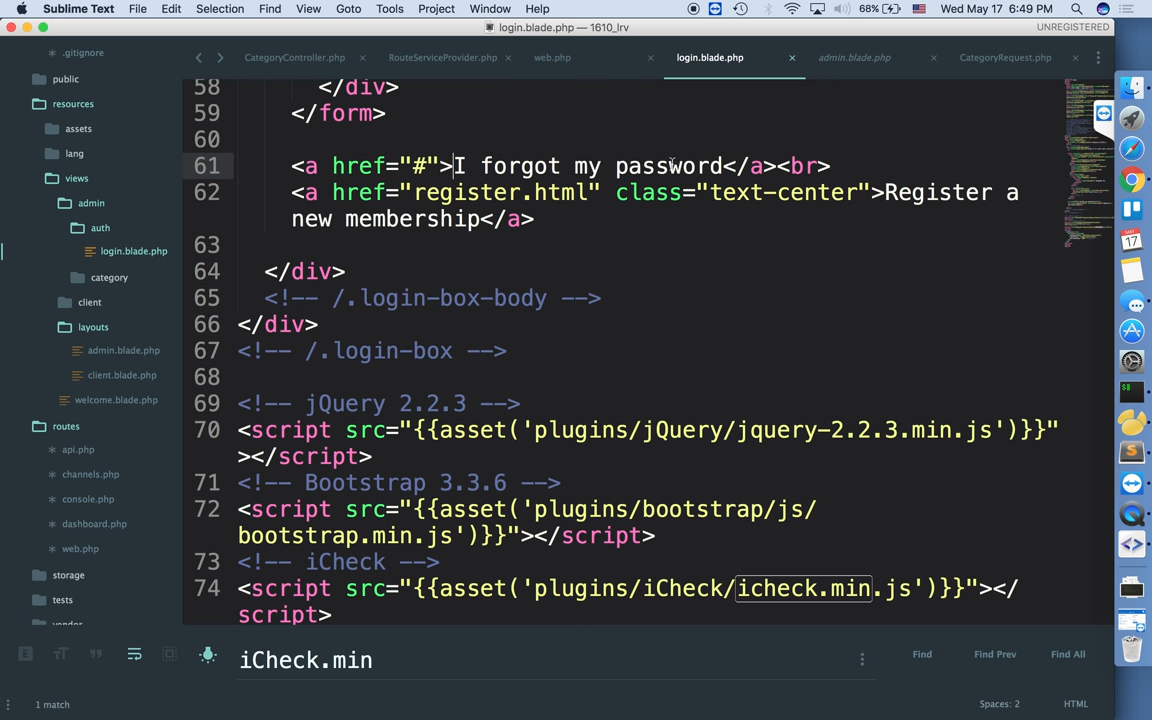 Sublime Text File Edit Selection Find View Goto Tools Project Window Help 68% Wed May 17 6:49 PM
login.blade.php — 1610_lrv UNREGISTERED
CategoryController.php × RouteServiceProvider.php × web.php × login.blade.php × admin.blade.php × CategoryRequest.php ×
.gitignore
public
resources
assets
lang
views
admin
auth
login.blade.php
category
client
layouts
admin.blade.php
client.blade.php
welcome.blade.php
routes
api.php
channels.php
console.php
dashboard.php
web.php
storage
tests
vendor
58 </div>
59 </form>
60
61 <a href="#">I forgot my password</a><br>
62 <a href="register.html" class="text-center">Register a
new membership</a>
63
64 </div>
65 <!-- /.login-box-body -->
66 </div>
67 <!-- /.login-box -->
68
69 <!-- jQuery 2.2.3 -->
70 <script src="{{asset('plugins/jQuery/jquery-2.2.3.min.js')}}"
></script>
71 <!-- Bootstrap 3.3.6 -->
72 <script src="{{asset('plugins/bootstrap/js/
bootstrap.min.js')}}"></script>
73 <!-- iCheck -->
74 <script src="{{asset('plugins/iCheck/icheck.min.js')}}"></
script>
iCheck.min
Find Find Prev Find All
1 match Spaces: 2 HTML
17